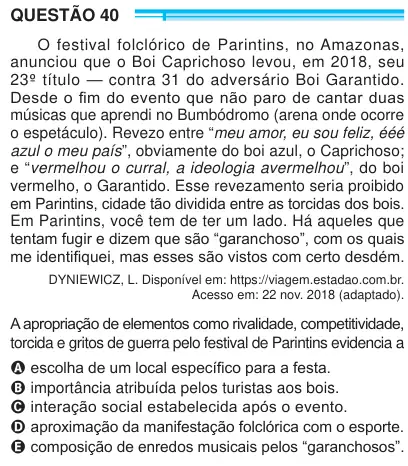 QUESTÃO 40
O festival folclórico de Parintins, no Amazonas,
anunciou que o Boi Caprichoso levou, em 2018, seu
23º título — contra 31 do adversário Boi Garantido.
Desde o fim do evento que não paro de cantar duas
músicas que aprendi no Bumbódromo (arena onde ocorre
o espetáculo). Revezo entre “meu amor, eu sou feliz, ééé
azul o meu país”, obviamente do boi azul, o Caprichoso;
e “vermelhou o curral, a ideologia avermelhou”, do boi
vermelho, o Garantido. Esse revezamento seria proibido
em Parintins, cidade tão dividida entre as torcidas dos bois.
Em Parintins, você tem de ter um lado. Há aqueles que
tentam fugir e dizem que são “garanchoso”, com os quais
me identifiquei, mas esses são vistos com certo desdém.
DYNIEWICZ, L. Disponível em: https://viagem.estadao.com.br
Acesso em: 22 nov. 2018 (adaptado).
A apropriação de elementos como rivalidade, competitividade,
torcida e gritos de guerra pelo festival de Parintins evidencia a
A escolha de um local específico para a festa.
B importância atribuída pelos turistas aos bois.
C interação social estabelecida após o evento.
D aproximação da manifestação folclórica com o esporte.
E composição de enredos musicais pelos “garanchosos”.